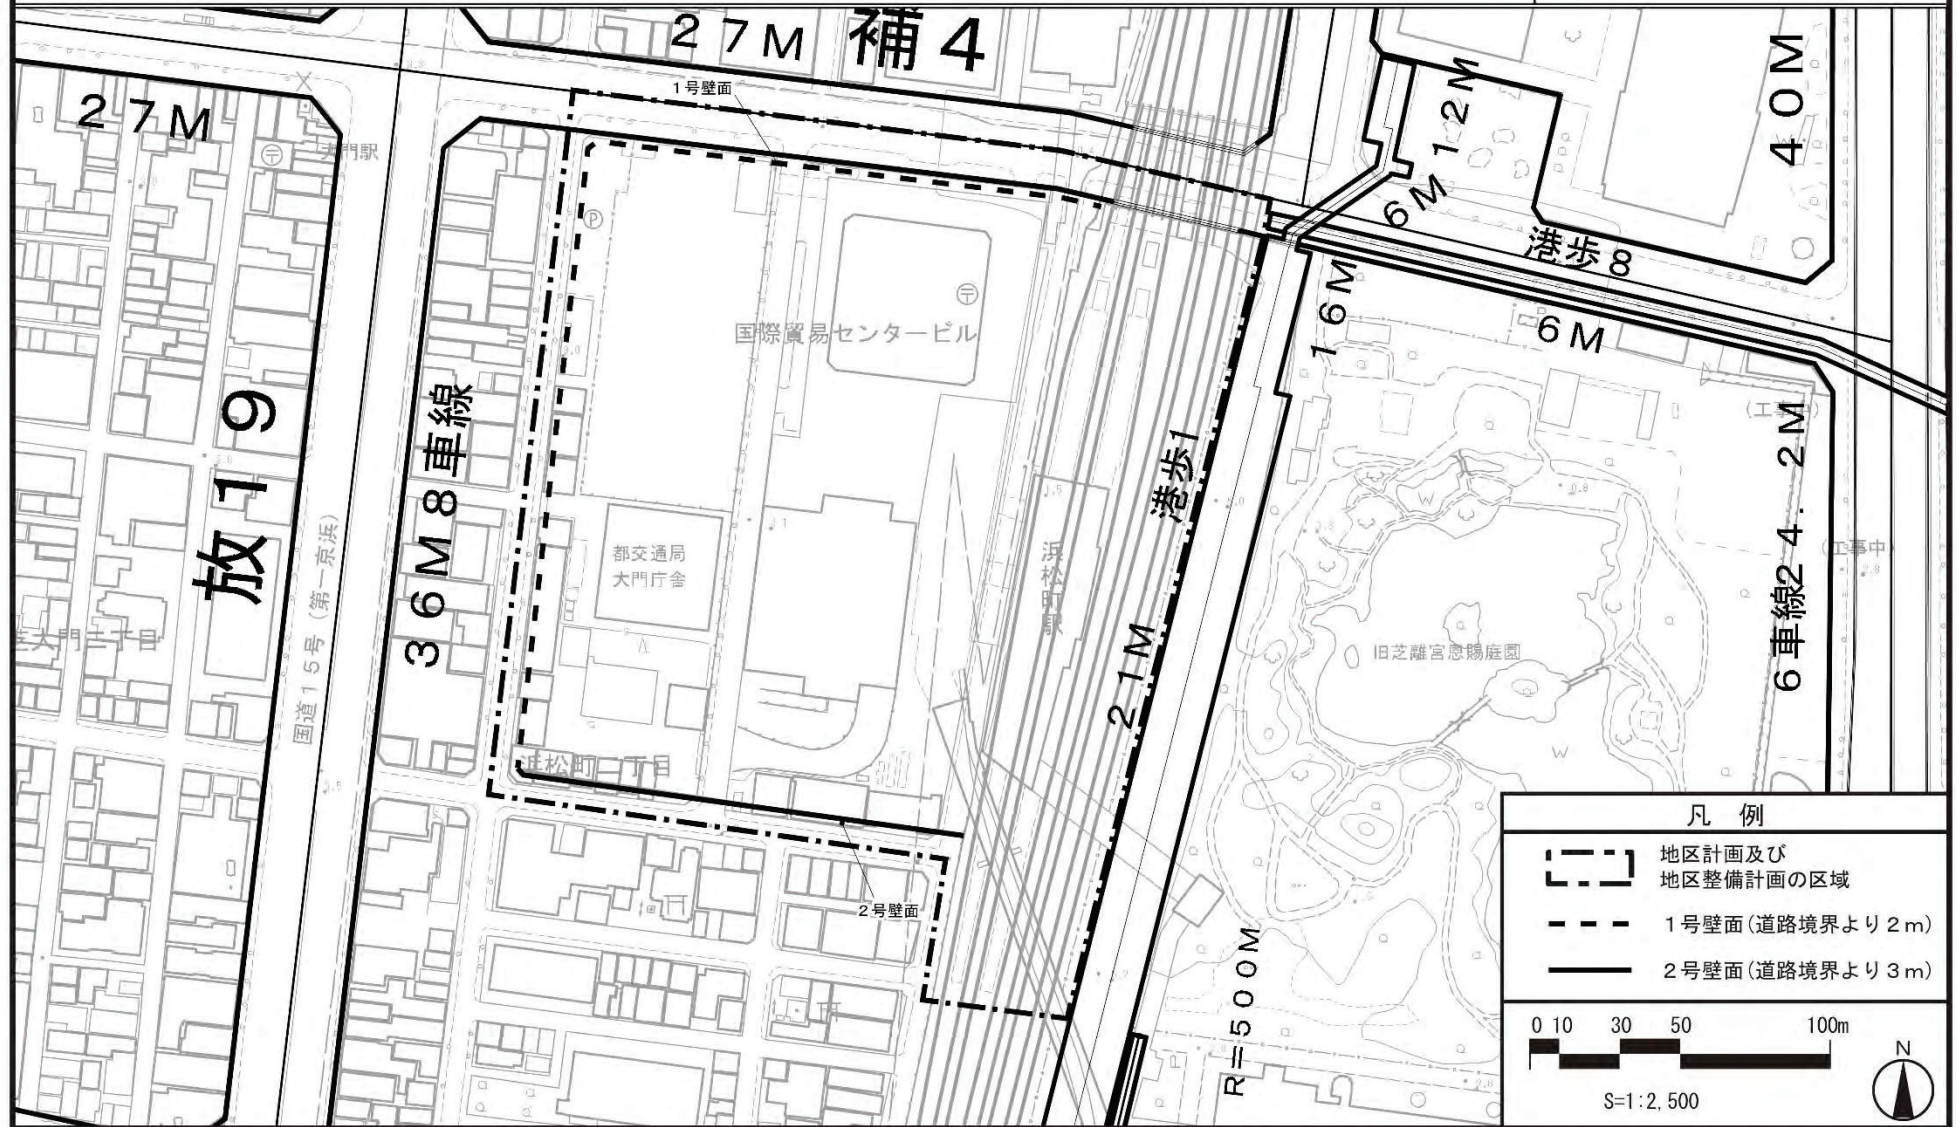 27M
補4
1号壁面
27M
大門駅
12M
40M
6M
港歩8
16M
6M
国際貿易センタービル
放19
国道15号(第一京浜)
36M8車線
都交通局
大門庁舎
浜松町駅
港歩1
21M
(工事中)
(工事中)
6車線24.2M
旧芝離宮恩賜庭園
W
W
浜松町二丁目
2号壁面
R=500M
凡 例
地区計画及び
地区整備計画の区域
1号壁面(道路境界より2m)
2号壁面(道路境界より3m)
0 10 30 50 100m
S=1:2,500
N